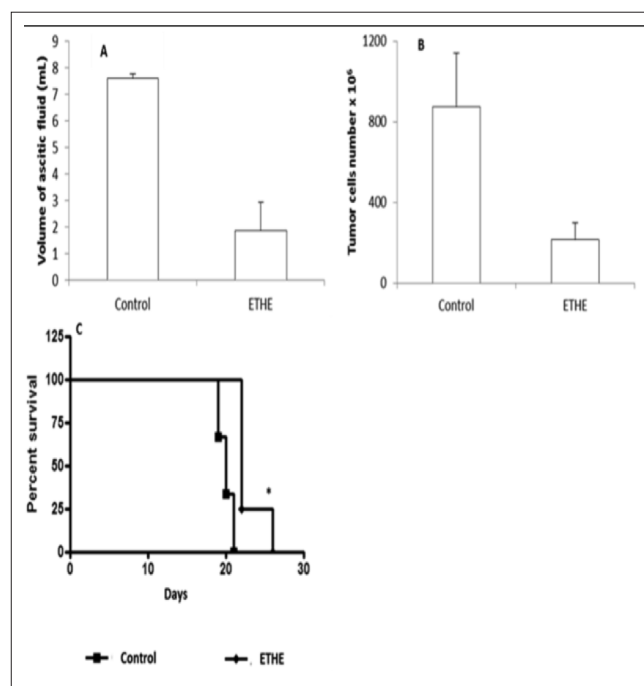 A
Volume of ascitic fluid (mL)
9
8
7
6
5
4
3
2
1
0
Control ETHE
B
Tumor cells number x 10⁶
1200
800
400
0
Control ETHE
C
Percent survival
125
100
75
50
25
0
0 10 20 30
*
Days
Control ETHE